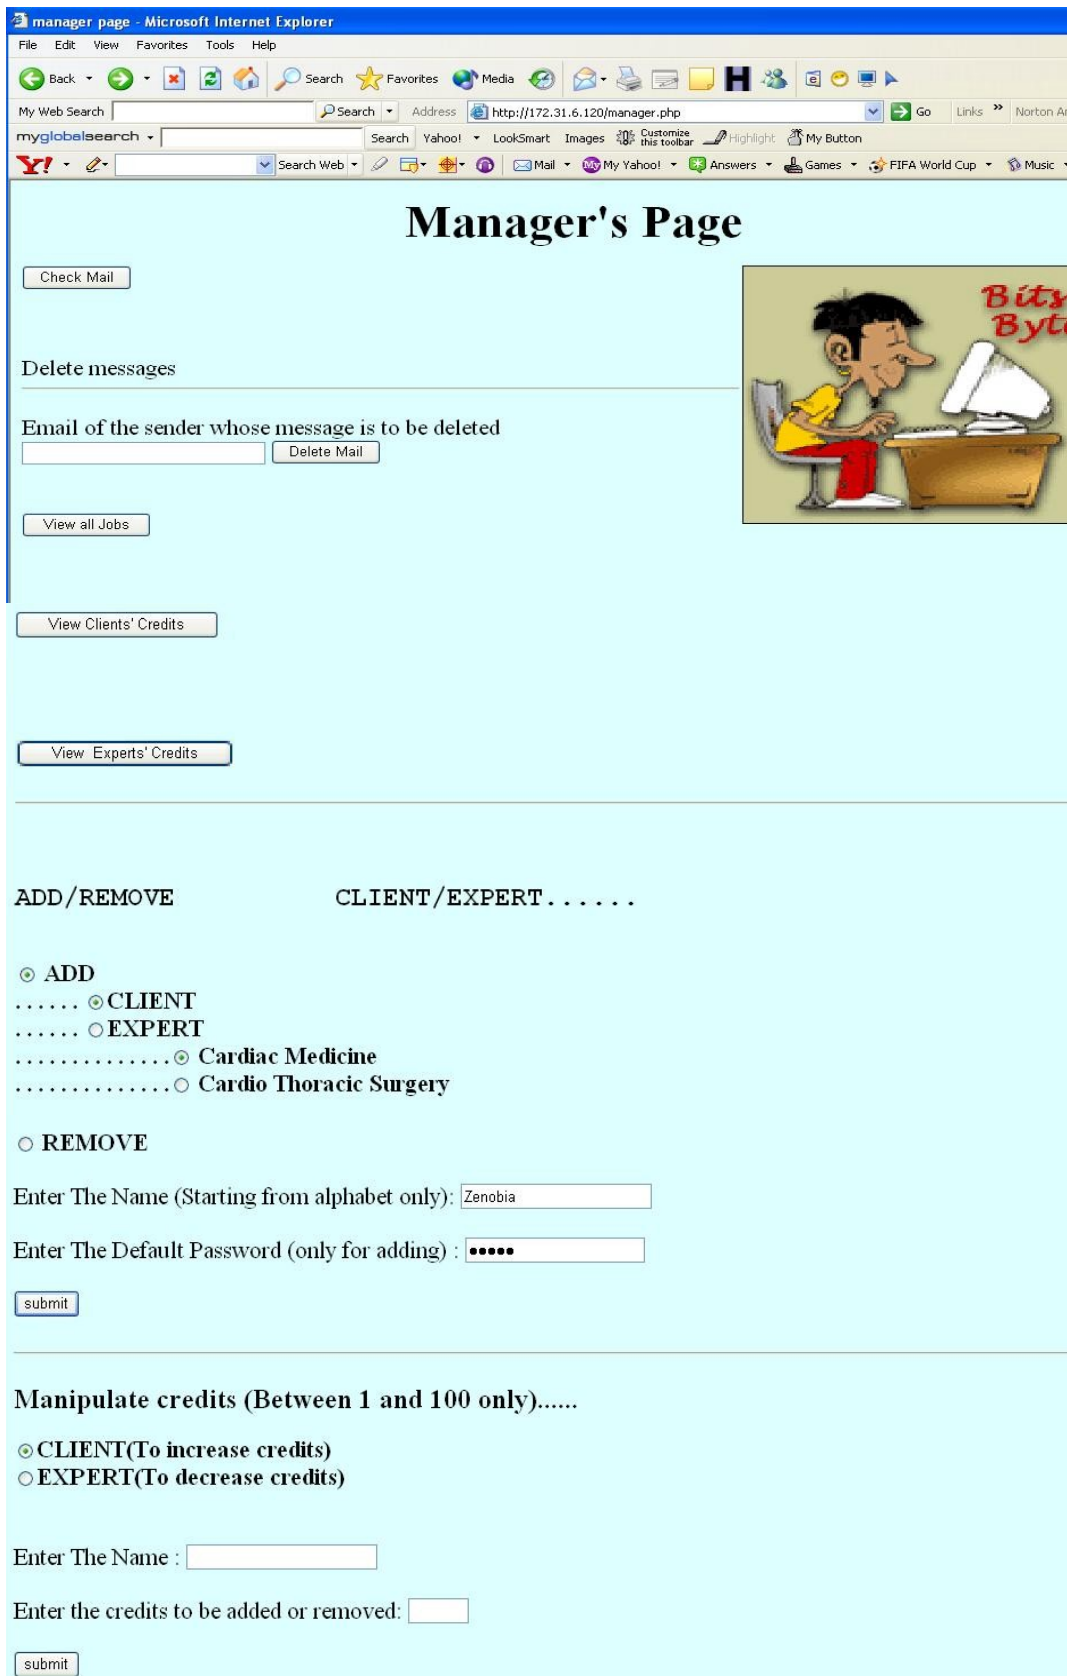 manager page - Microsoft Internet Explorer
File Edit View Favorites Tools Help
Back Search Favorites Media
My Web Search Search Address http://172.31.6.120/manager.php Go Links » Norton
myglobalsearch Search Yahoo! LookSmart Images Customize this toolbar Highlight My Button
Y! Search Web Mail My Yahoo! Answers Games FIFA World Cup Music
Manager's Page
Check Mail
Bits
Delete messages
Email of the sender whose message is to be deleted
Delete Mail
View all Jobs
View Clients' Credits
View Experts' Credits
ADD/REMOVE CLIENT/EXPERT......
ADD
...... CLIENT
...... EXPERT
.............. Cardiac Medicine
.............. Cardio Thoracic Surgery
REMOVE
Enter The Name (Starting from alphabet only): Zenobia
Enter The Default Password (only for adding) : •••••
submit
Manipulate credits (Between 1 and 100 only)......
CLIENT(To increase credits)
EXPERT(To decrease credits)
Enter The Name :
Enter the credits to be added or removed:
submit